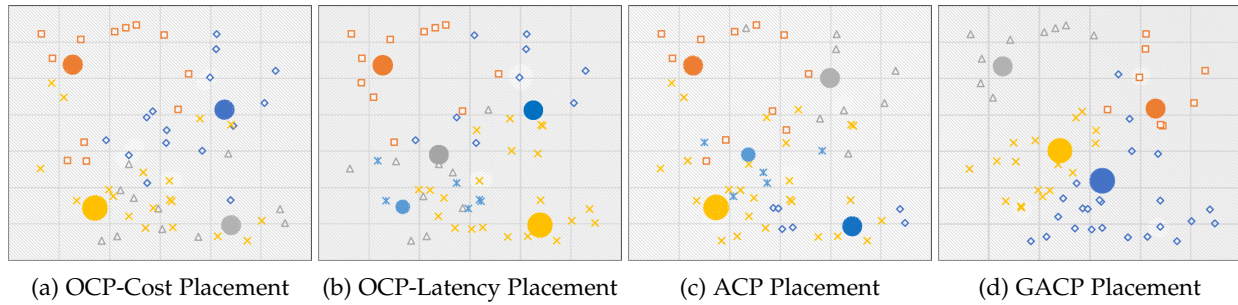 (a) OCP-Cost Placement
(b) OCP-Latency Placement
(c) ACP Placement
(d) GACP Placement